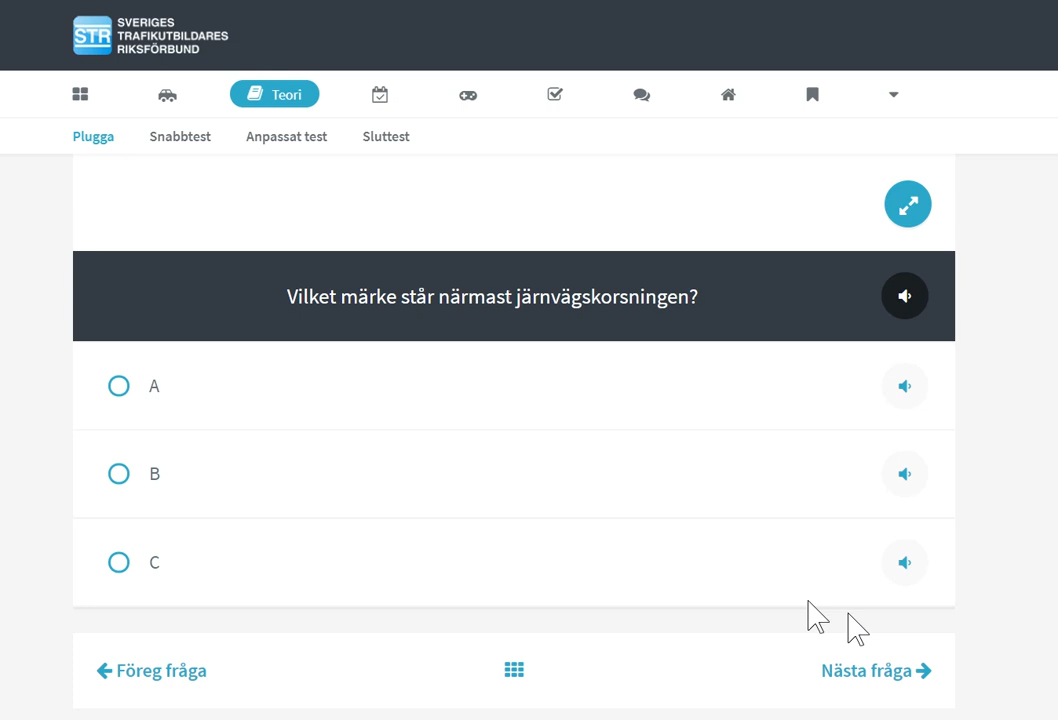 STR
SVERIGES
TRAFIKUTBILDARES
RIKSFÖRBUND
Teori
Plugga Snabbtest Anpassat test Sluttest
Vilket märke står närmast järnvägskorsningen?
A
B
C
Föreg fråga Nästa fråga